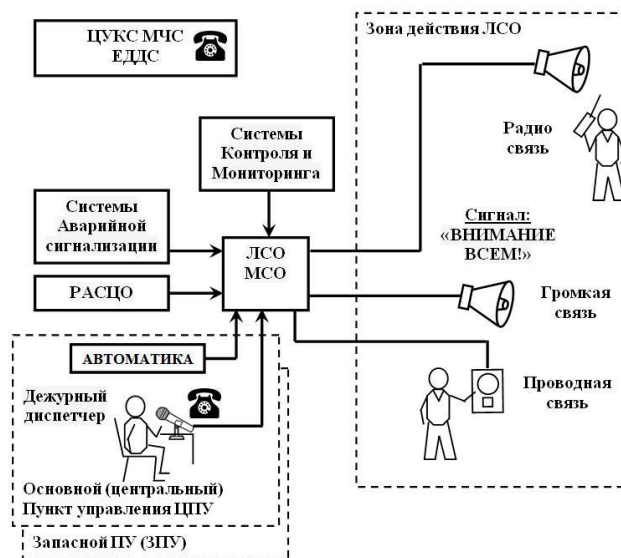 ЦУКС МЧС
ЕДДС
Зона действия ЛСО
Системы
Контроля и
Мониторинга
Радио
связь
Системы
Аварийной
сигнализации
Сигнал:
«ВНИМАНИЕ
ВСЕМ!»
ЛСО
МСО
РАСЦО
Громкая
связь
АВТОМАТИКА
Дежурный
диспетчер
Проводная
связь
Основной (центральный)
Пункт управления ЦПУ
Запасной ПУ (ЗПУ)